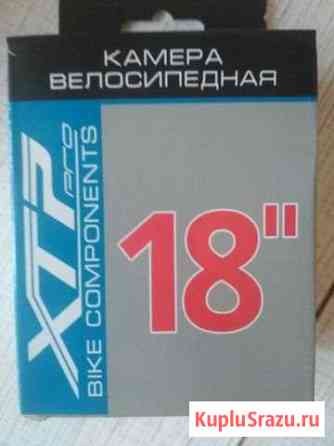 КАМЕРА
ВЕЛОСИПЕДНАЯ
XTP pro
BIKE COMPONENTS
18"
KupluSrazu.ru